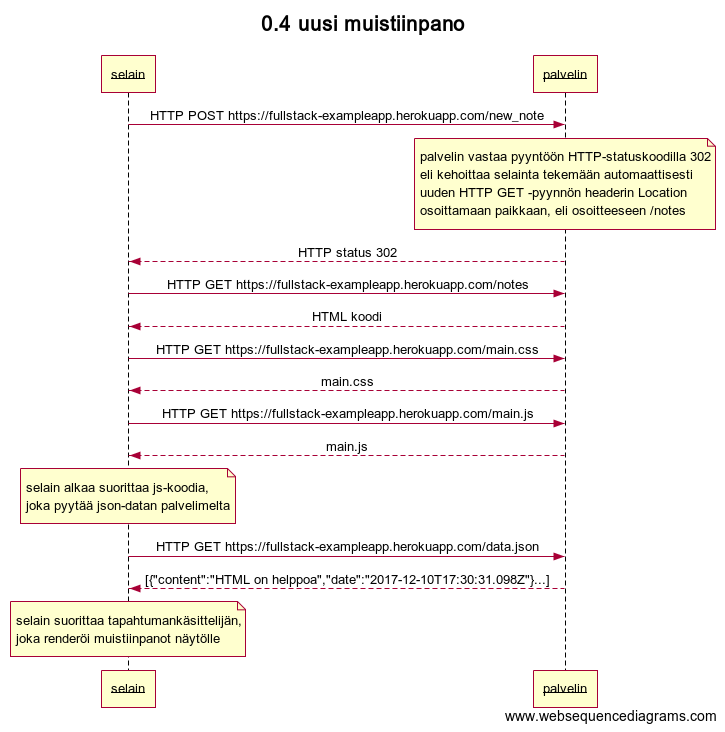 0.4 uusi muistiinpano
selain
palvelin
HTTP POST https://fullstack-exampleapp.herokuapp.com/new_note
palvelin vastaa pyyntöön HTTP-statuskoodilla 302
eli kehoittaa selainta tekemään automaattisesti
uuden HTTP GET -pyynnön headerin Location
osoittamaan paikkaan, eli osoitteeseen /notes
HTTP status 302
HTTP GET https://fullstack-exampleapp.herokuapp.com/notes
HTML koodi
HTTP GET https://fullstack-exampleapp.herokuapp.com/main.css
main.css
HTTP GET https://fullstack-exampleapp.herokuapp.com/main.js
main.js
selain alkaa suorittaa js-koodia,
joka pyytää json-datan palvelimelta
HTTP GET https://fullstack-exampleapp.herokuapp.com/data.json
[{"content":"HTML on helppoa","date":"2017-12-10T17:30:31.098Z"}...]
selain suorittaa tapahtumankäsittelijän,
joka renderöi muistiinpanot näytölle
selain
palvelin
www.websequencediagrams.com